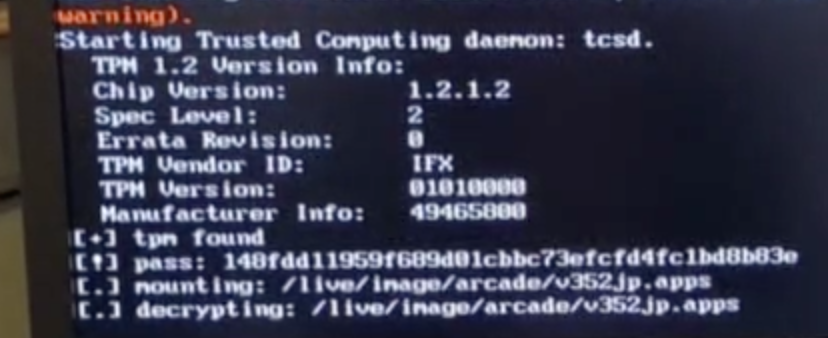 warning).
Starting Trusted Computing daemon: tcsd.
TPM 1.2 Version Info:
Chip Version: 1.2.1.2
Spec Level: 2
Errata Revision: 0
TPM Vendor ID: IFX
TPM Version: 01010000
Manufacturer Info: 49465800
[+] tpm found
[!] pass: 148fdd11959f689d01cbbc73efcfd4fc1bd8b83e
[.] mounting: /live/image/arcade/v352jp.apps
[.] decrypting: /live/image/arcade/v352jp.apps